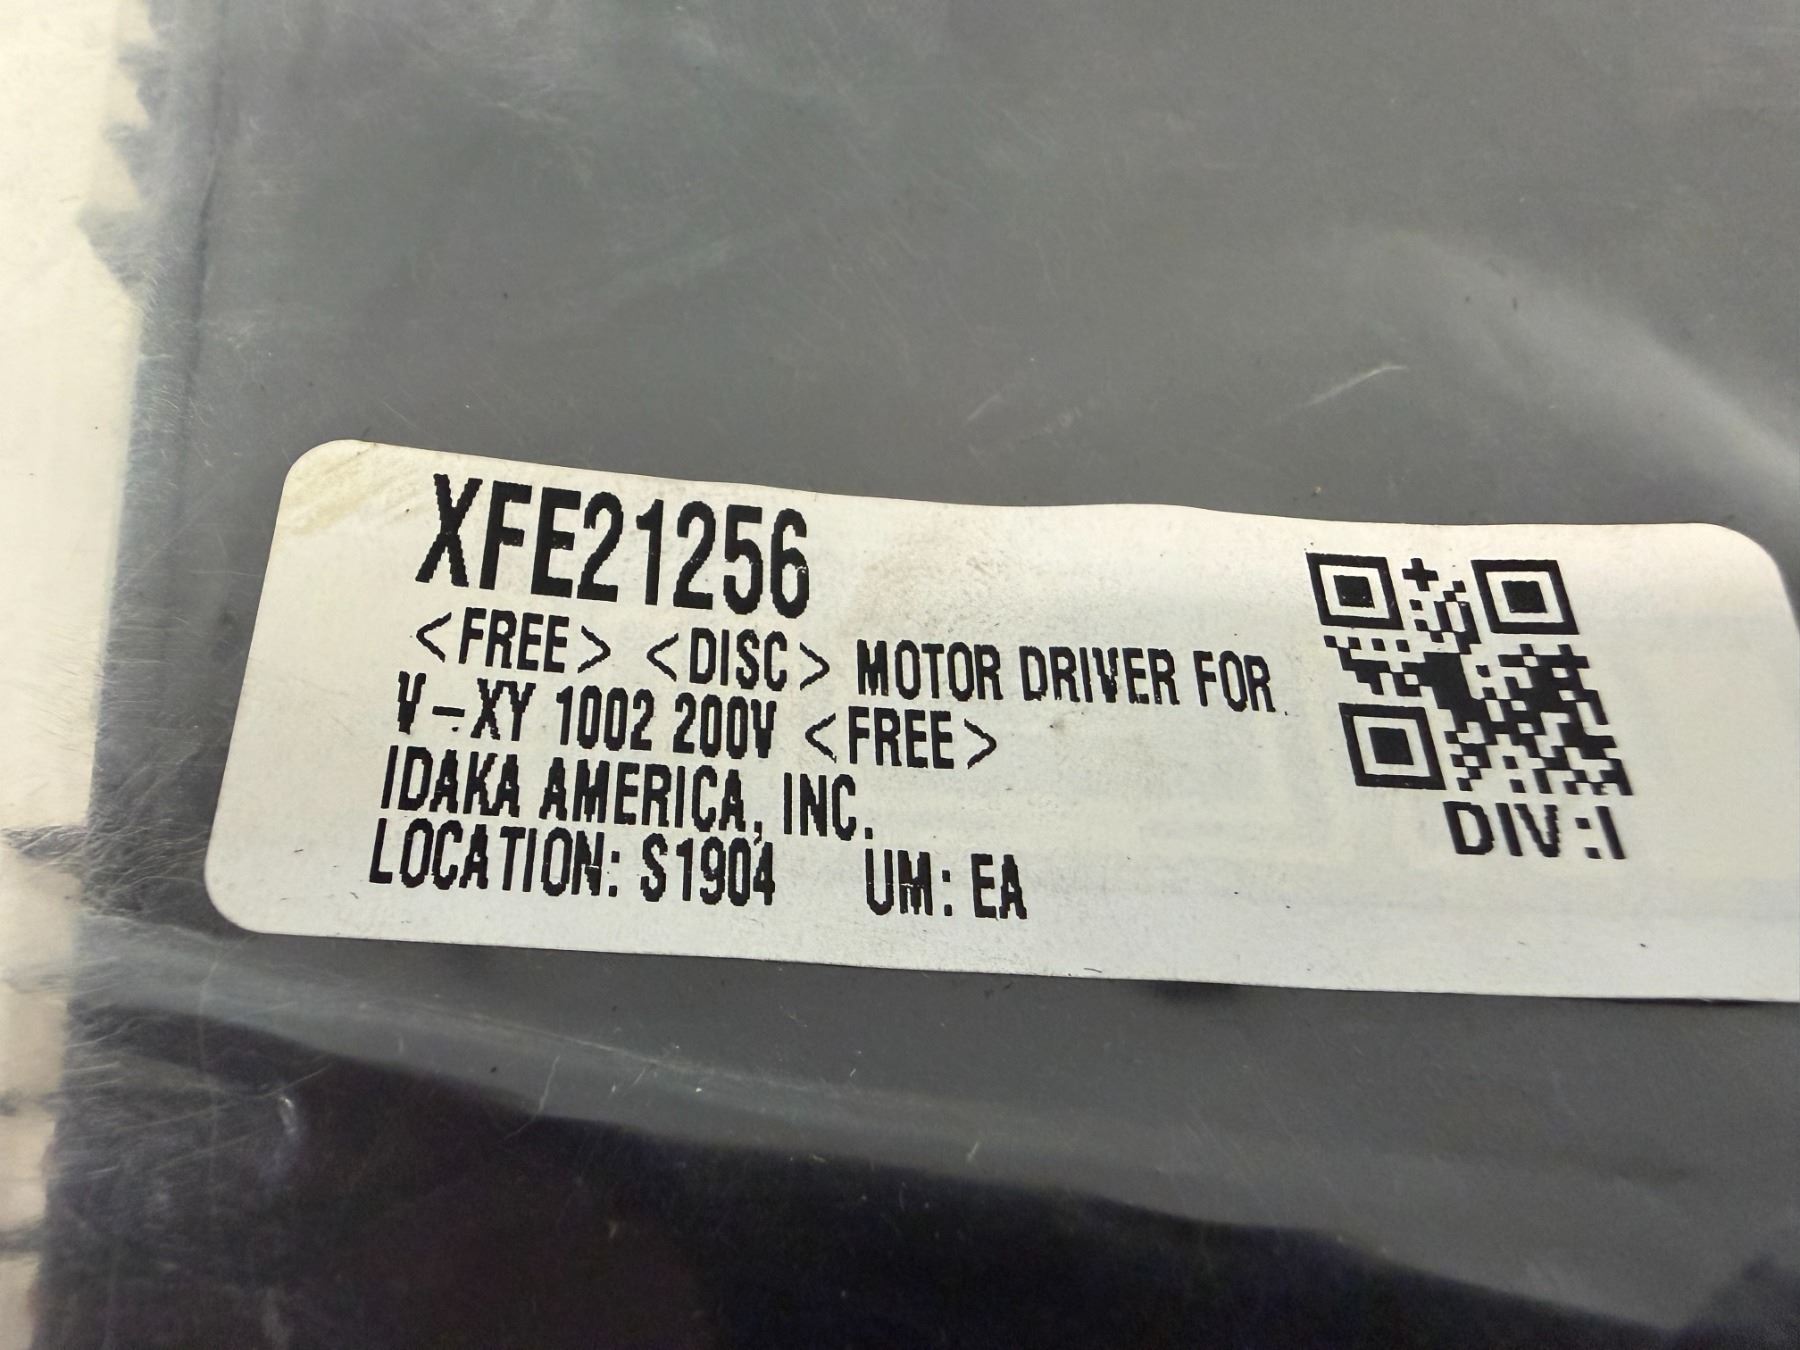 XFE21256
<FREE> <DISC> MOTOR DRIVER FOR
V-XY 1002 200V <FREE>
IDAKA AMERICA, INC.
LOCATION: S1904 UM: EA
DIV:I